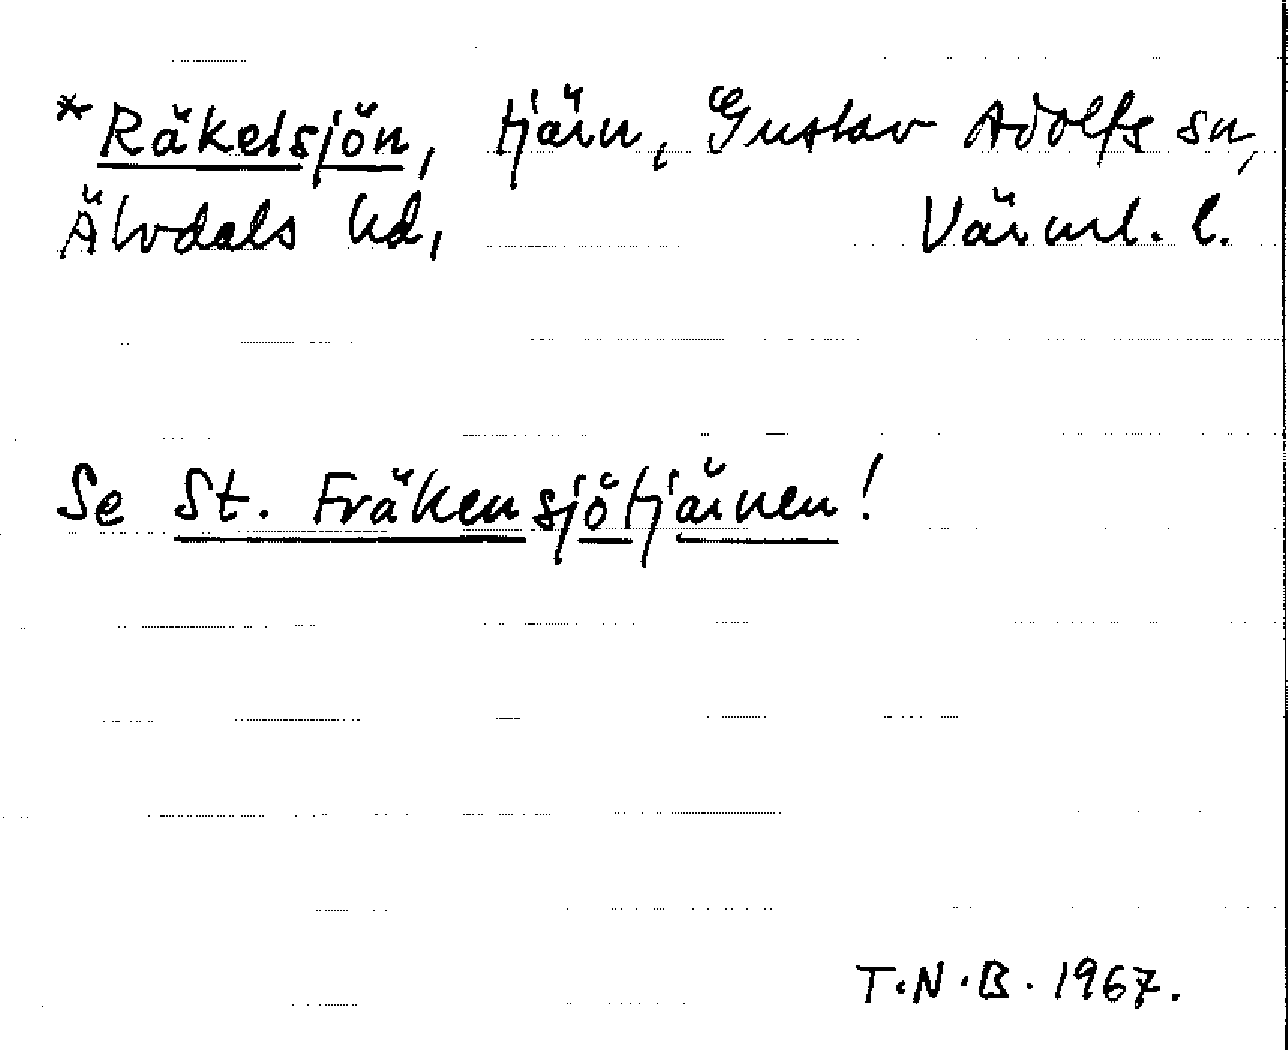 *Räkelsjön, tjärn, Gustav Adolfs sn,
Älvdals hd, Värml. l.
Se St. Fräkensjötjärnen!
T.N.B. 1967.